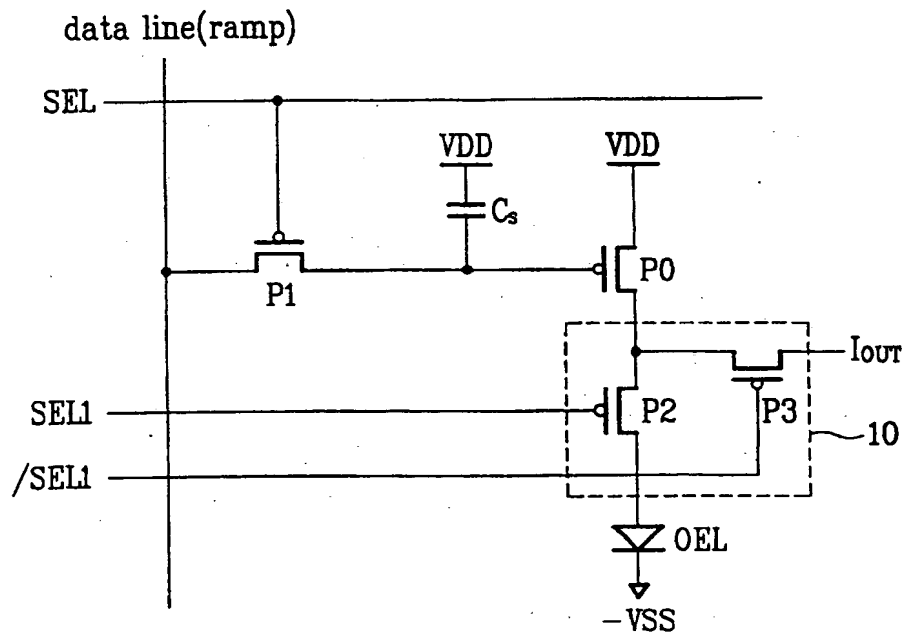 data line(ramp)
SEL
VDD
VDD
Cs
P0
P1
IOUT
SEL1
P2
P3
10
/SEL1
OEL
-VSS